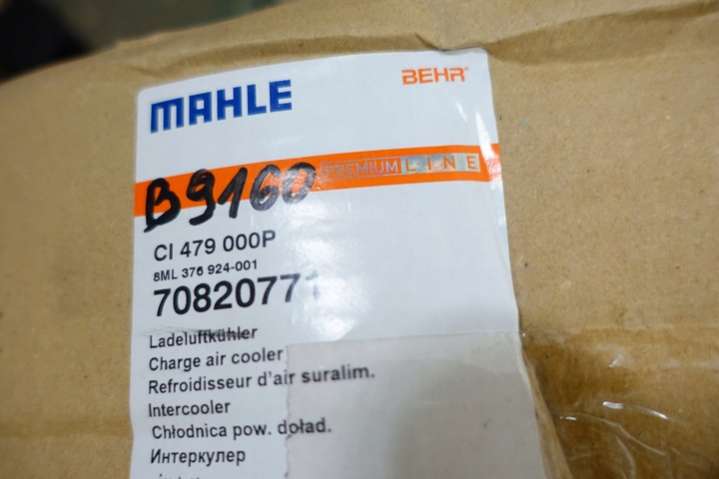 MAHLE
BEHR®
PREMIUM LINE
B9160
CI 479 000P
8ML 376 924-001
70820771
Ladeluftkühler
Charge air cooler
Refroidisseur d'air suralim.
Intercooler
Chłodnica pow. doład.
Интеркулер